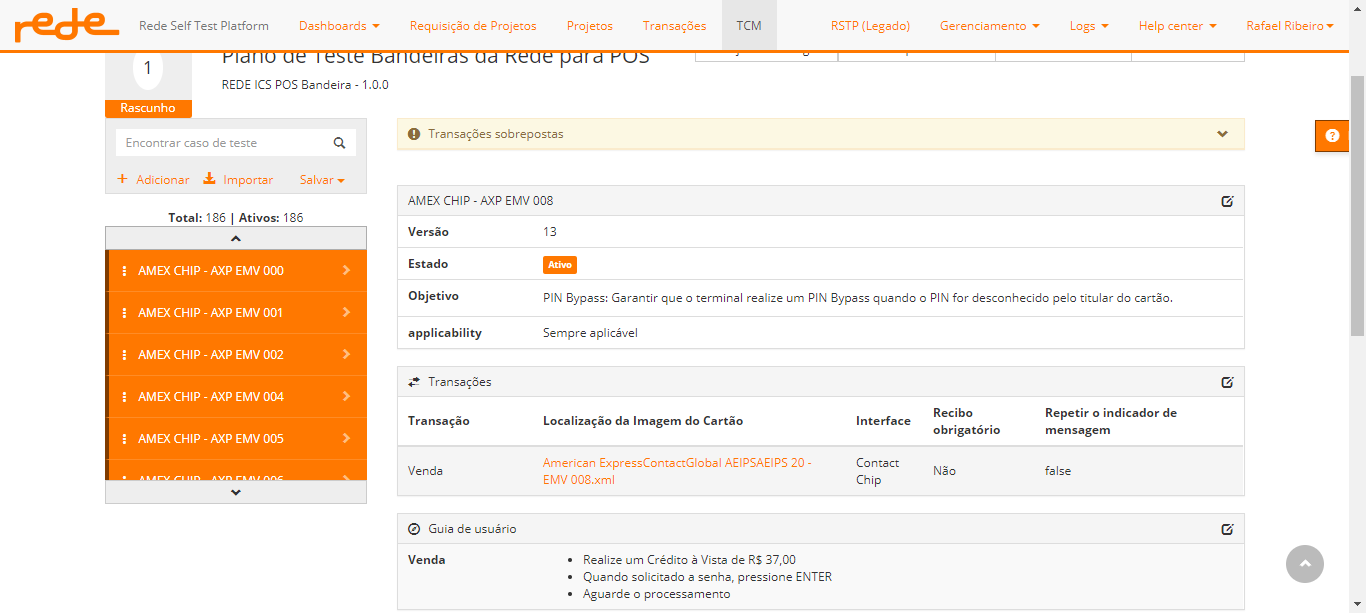 rede
Rede Self Test Platform
Dashboards
Requisição de Projetos
Projetos
Transações
TCM
RSTP (Legado)
Gerenciamento
Logs
Help center
Rafael Ribeiro
1
Rascunho
Plano de Teste Bandeiras da Rede para POS
REDE ICS POS Bandeira - 1.0.0
Encontrar caso de teste
+ Adicionar
Importar
Salvar
Total: 186 | Ativos: 186
AMEX CHIP - AXP EMV 000
AMEX CHIP - AXP EMV 001
AMEX CHIP - AXP EMV 002
AMEX CHIP - AXP EMV 004
AMEX CHIP - AXP EMV 005
AMEX CHIP - AXP EMV 006
Transações sobrepostas
AMEX CHIP - AXP EMV 008
Versão 13
Estado Ativo
Objetivo PIN Bypass: Garantir que o terminal realize um PIN Bypass quando o PIN for desconhecido pelo titular do cartão.
applicability Sempre aplicável
Transações
Transação
Localização da Imagem do Cartão
Interface
Recibo
obrigatório
Repetir o indicador de
mensagem
Venda
American ExpressContactGlobal AEIPSAEIPS 20 -
EMV 008.xml
Contact
Chip
Não
false
Guia de usuário
Venda
• Realize um Crédito à Vista de R$ 37,00
• Quando solicitado a senha, pressione ENTER
• Aguarde o processamento